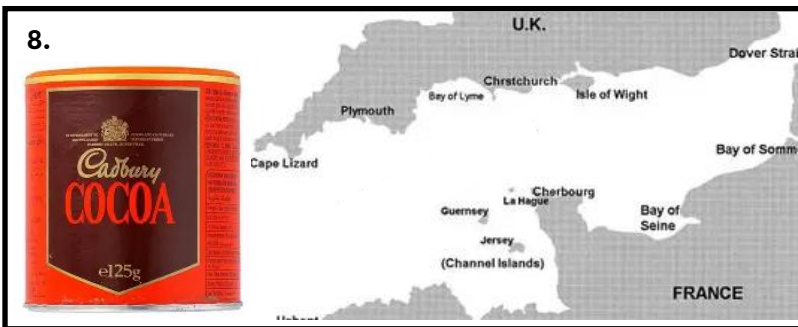 8.
Cadbury
COCOA
e125g
U.K.
Dover Strai
Chrstchurch
Bay of Lyme
Isle of Wight
Plymouth
Cape Lizard
Bay of Somm
La Hague
Cherbourg
Guernsey
Bay of
Seine
Jersey
(Channel Islands)
FRANCE